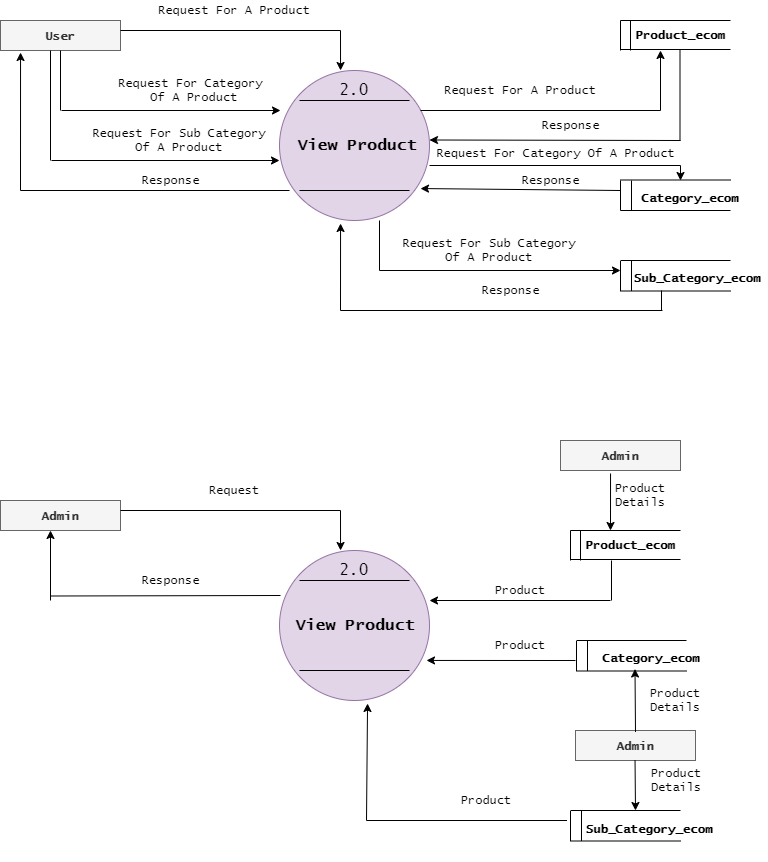 Request For A Product
User
Product_ecom
2.0
Request For Category
Of A Product
Request For A Product
Response
Request For Sub Category
Of A Product
View Product
Request For Category Of A Product
Response
Response
Category_ecom
Request For Sub Category
Of A Product
Sub_Category_ecom
Response
Admin
Request
Product
Details
Admin
Product_ecom
2.0
Response
Product
View Product
Product
Category_ecom
Product
Details
Admin
Product
Details
Product
Sub_Category_ecom